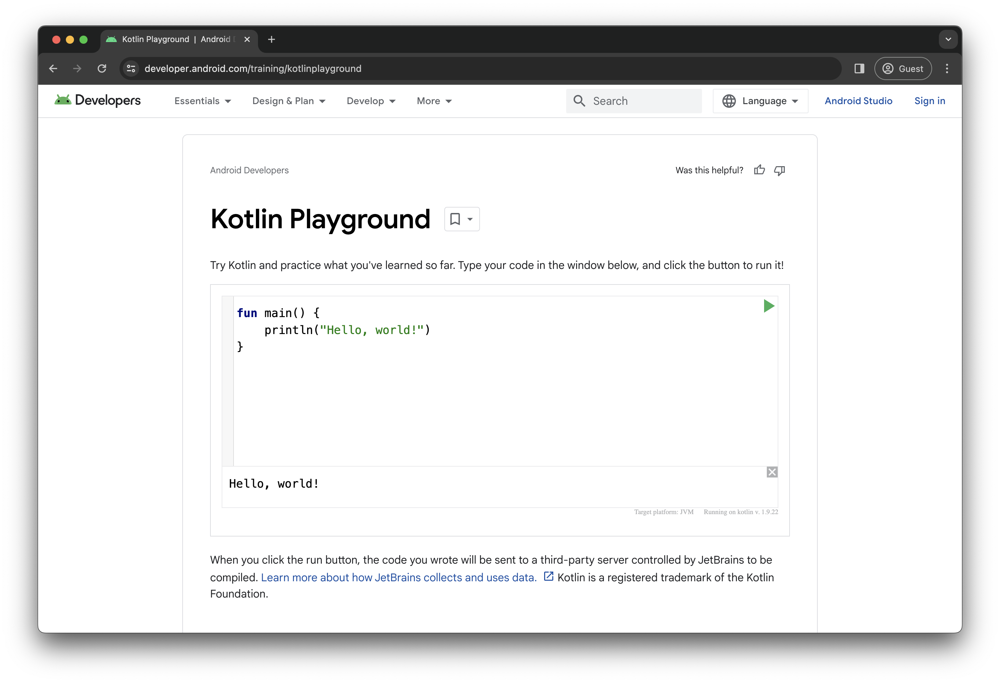 Kotlin Playground | Android
developer.android.com/training/kotlinplayground
Guest
Developers
Essentials
Design & Plan
Develop
More
Search
Language
Android Studio
Sign in
Android Developers
Was this helpful?
Kotlin Playground
Try Kotlin and practice what you've learned so far. Type your code in the window below, and click the button to run it!
fun main() {
    println("Hello, world!")
}
Hello, world!
Target platform: JVM Running on kotlin v. 1.9.22
When you click the run button, the code you wrote will be sent to a third-party server controlled by JetBrains to be
compiled. Learn more about how JetBrains collects and uses data. Kotlin is a registered trademark of the Kotlin
Foundation.